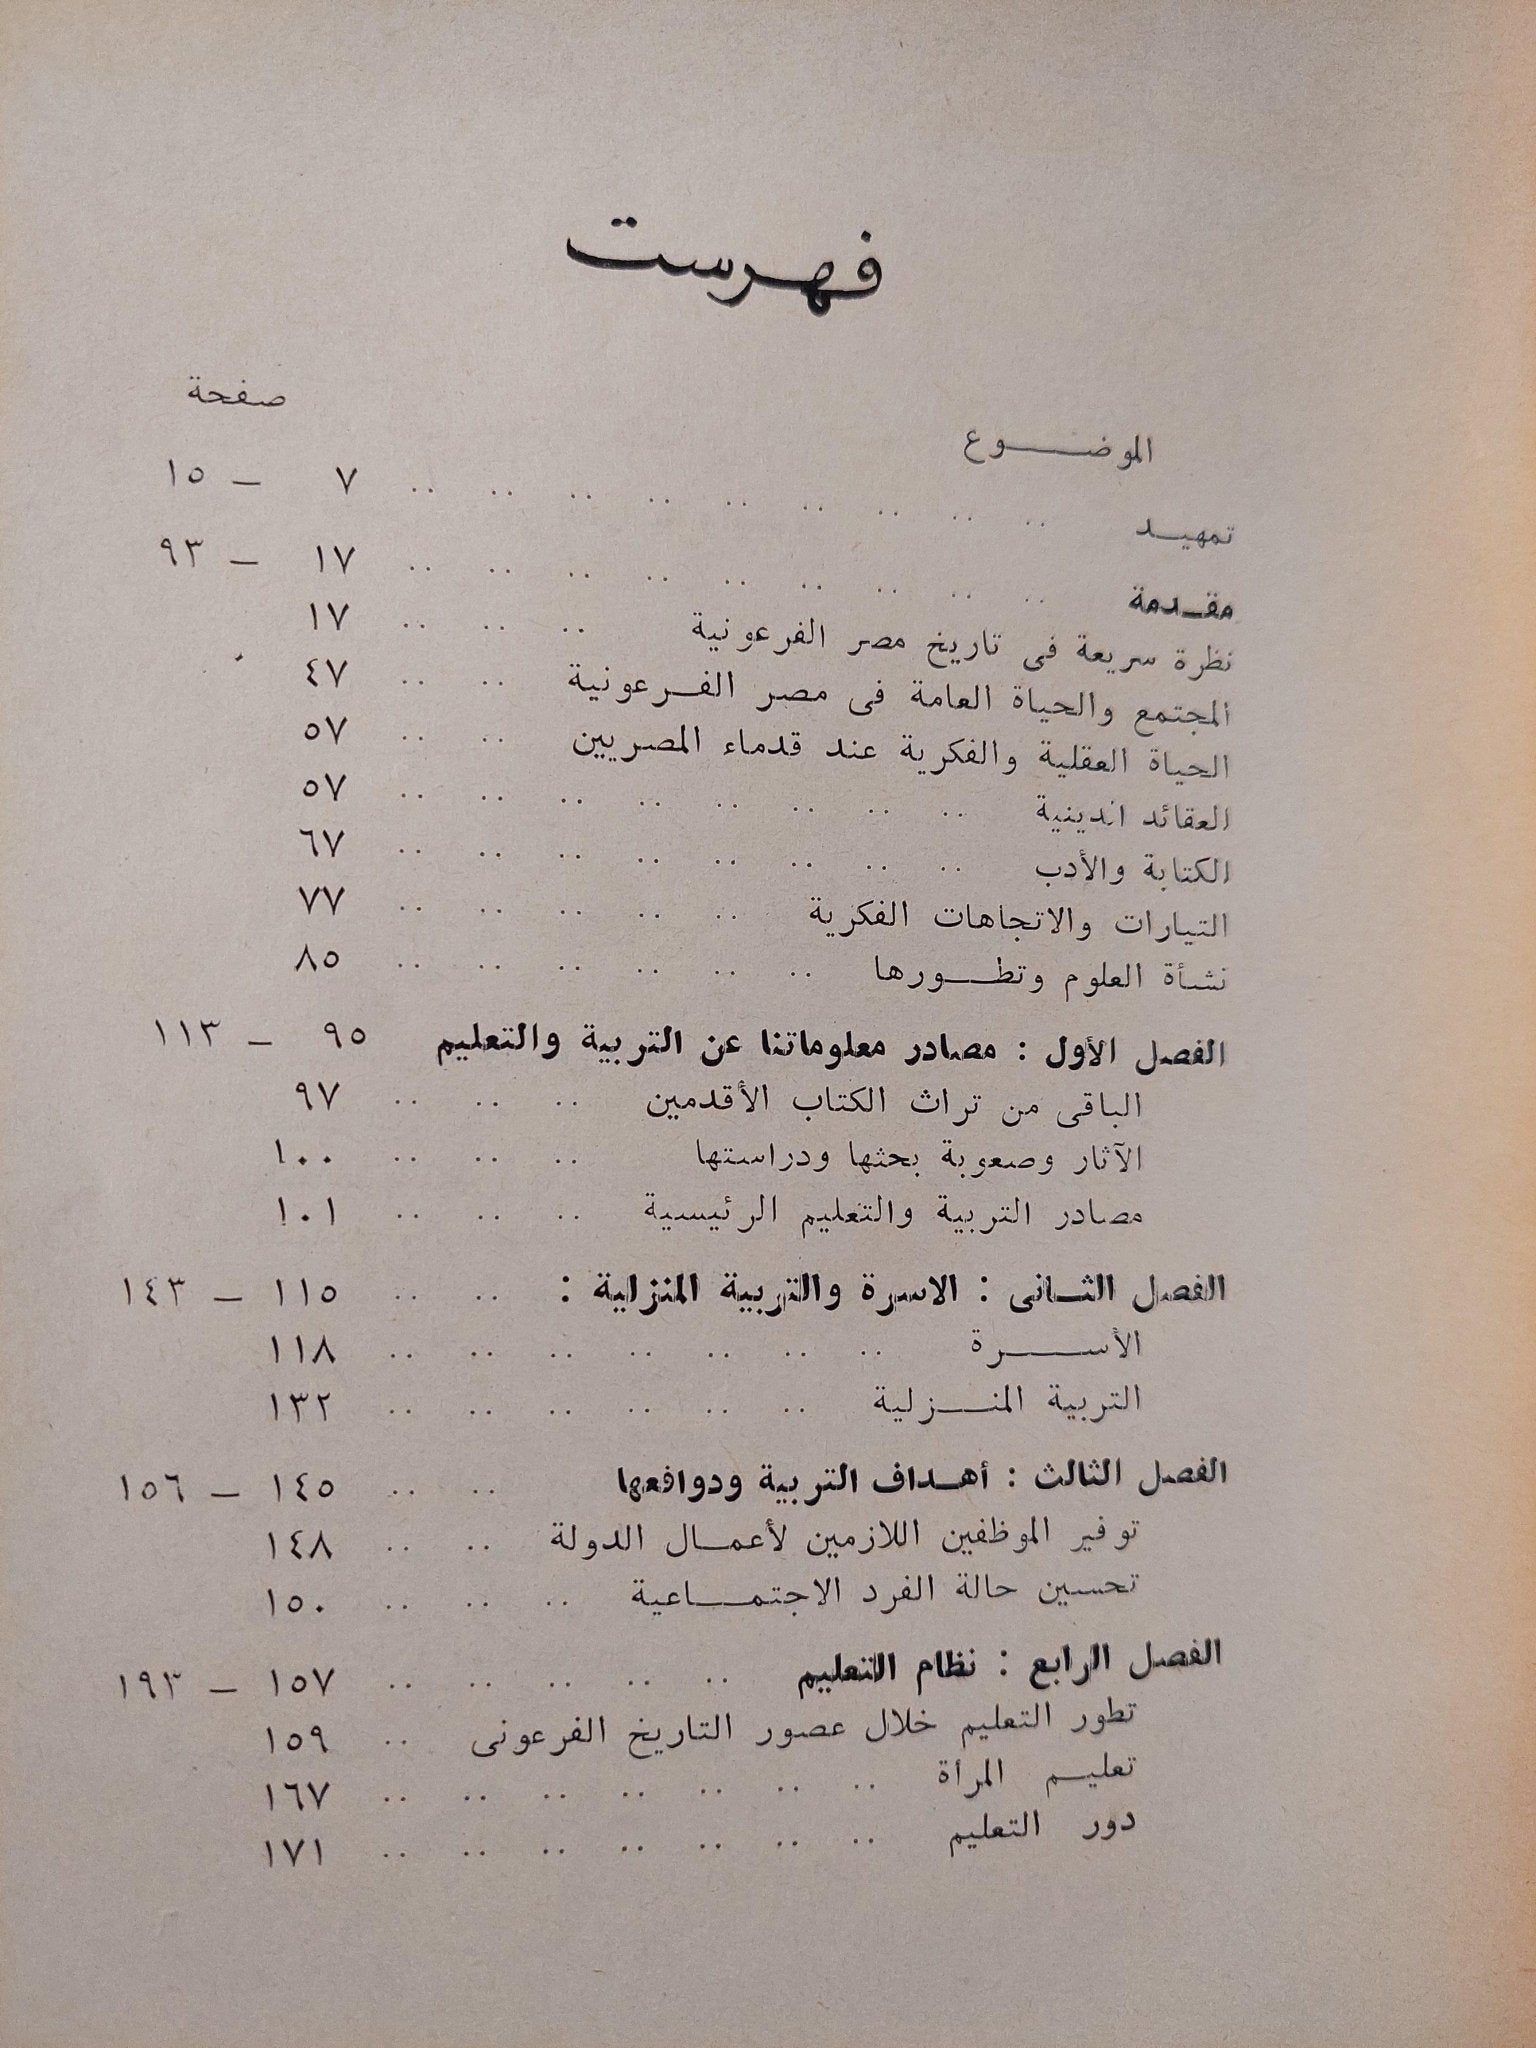 فهرست
صفحة
الموضوع
تمهيد .. .. .. .. .. .. .. .. .. ٧ – ١٥
مقدمة .. .. .. .. .. .. .. .. .. ١٧ – ٩٣
نظرة سريعة فى تاريخ مصر الفرعونية .. .. .. ١٧
المجتمع والحياة العامة فى مصر الفرعونية .. .. ٤٧
الحياة العقلية والفكرية عند قدماء المصريين .. .. ٥٧
العقائد الدينية .. .. .. .. .. .. .. .. ٥٧
الكتابة والأدب .. .. .. .. .. .. .. .. ٦٧
التيارات والاتجاهات الفكرية .. .. .. .. .. ٧٧
نشأة العلوم وتطورها .. .. .. .. .. .. ٨٥
الفصل الأول : مصادر معلوماتنا عن التربية والتعليم ٩٥ – ١١٣
الباقى من تراث الكتاب الأقدمين .. .. .. ٩٧
الآثار وصعوبة بحثها ودراستها .. .. .. ١٠٠
مصادر التربية والتعليم الرئيسية .. .. .. ١٠١
الفصل الثانى : الاسرة والتربية المنزلية : .. .. ١١٥ – ١٤٣
الأسرة .. .. .. .. .. .. .. ١١٨
التربية المنزلية .. .. .. .. .. .. ١٣٢
الفصل الثالث : أهداف التربية ودوافعها .. .. ١٤٥ – ١٥٦
توفير الموظفين اللازمين لأعمال الدولة .. .. ١٤٨
تحسين حالة الفرد الاجتماعية .. .. .. ١٥٠
الفصل الرابع : نظام التعليم .. .. .. .. .. ١٥٧ – ١٩٣
تطور التعليم خلال عصور التاريخ الفرعونى .. ١٥٩
تعليم المرأة .. .. .. .. .. .. .. ١٦٧
دور التعليم .. .. .. .. .. .. .. ١٧١